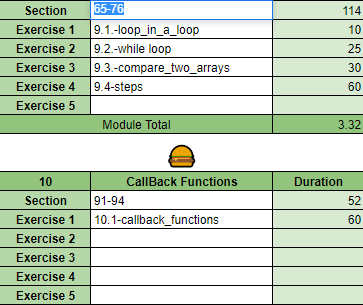 Section 65-76 114
Exercise 1 9.1.-loop_in_a_loop 10
Exercise 2 9.2.-while loop 25
Exercise 3 9.3.-compare_two_arrays 30
Exercise 4 9.4-steps 60
Exercise 5
Module Total 3.32
10 CallBack Functions Duration
Section 91-94 52
Exercise 1 10.1-callback_functions 60
Exercise 2
Exercise 3
Exercise 4
Exercise 5